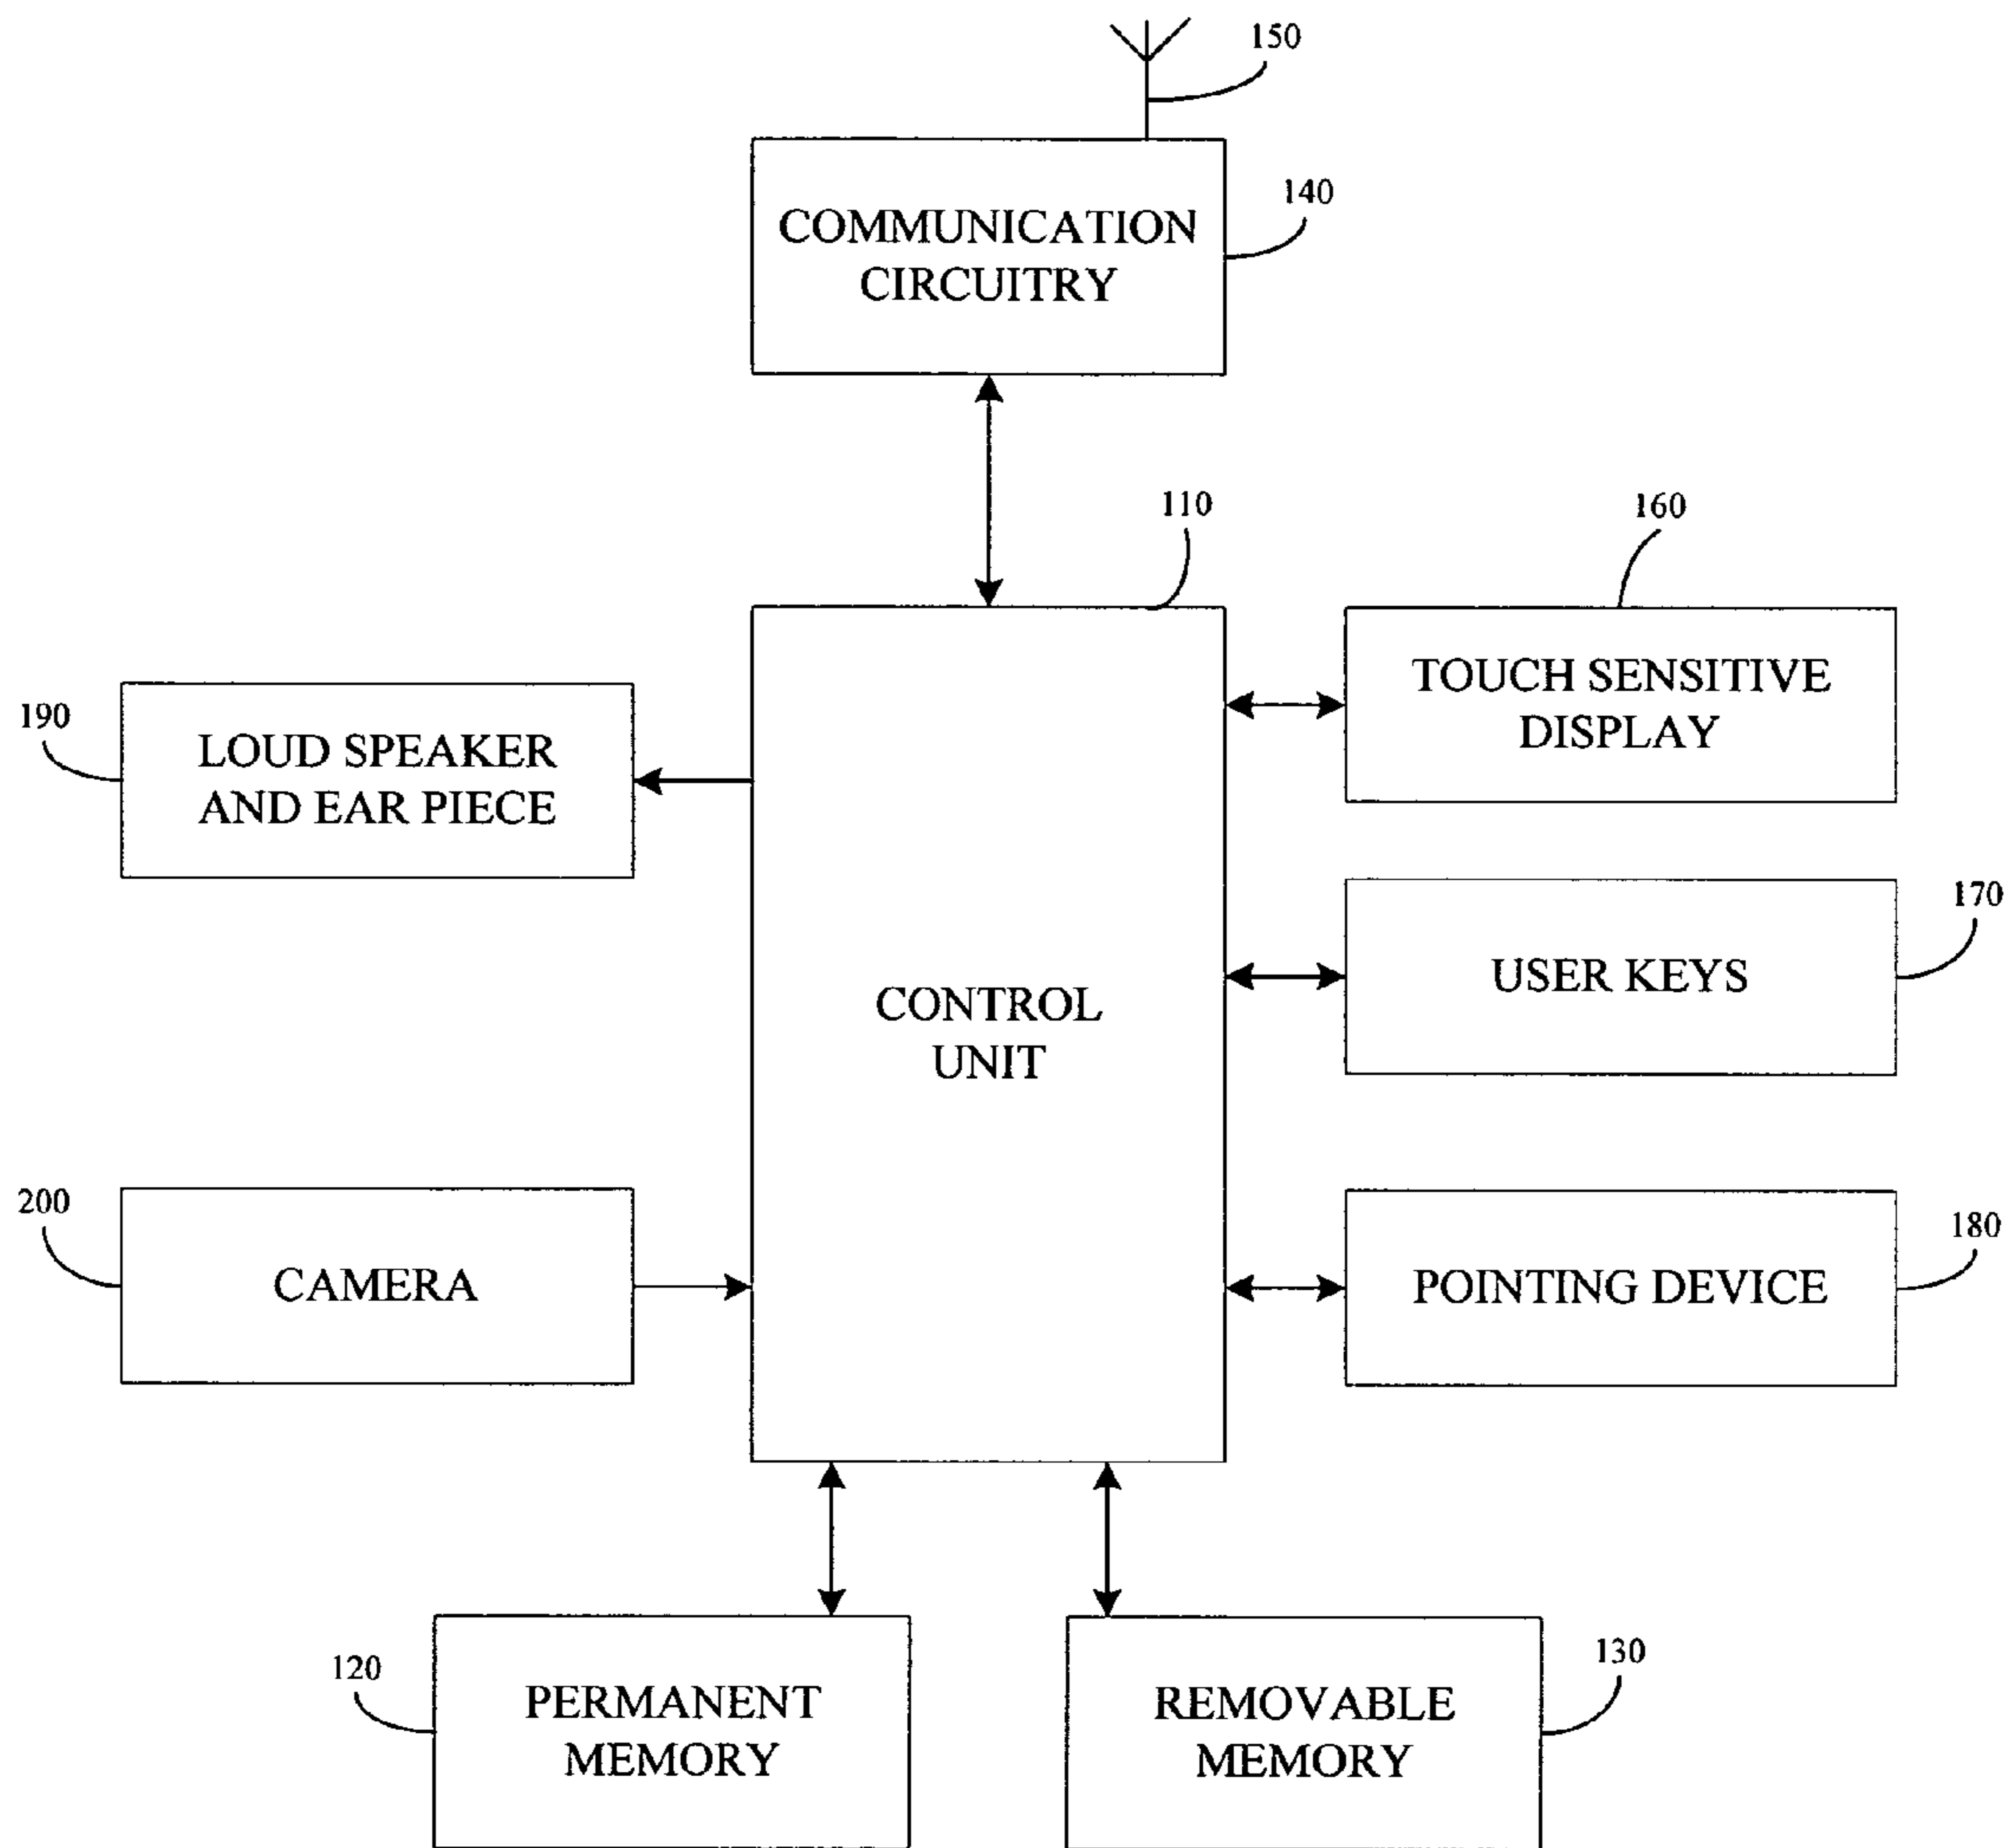 150
140
COMMUNICATION
CIRCUITRY
110
160
TOUCH SENSITIVE
DISPLAY
190
LOUD SPEAKER
AND EAR PIECE
170
USER KEYS
CONTROL
UNIT
200
CAMERA
180
POINTING DEVICE
120
PERMANENT
MEMORY
130
REMOVABLE
MEMORY